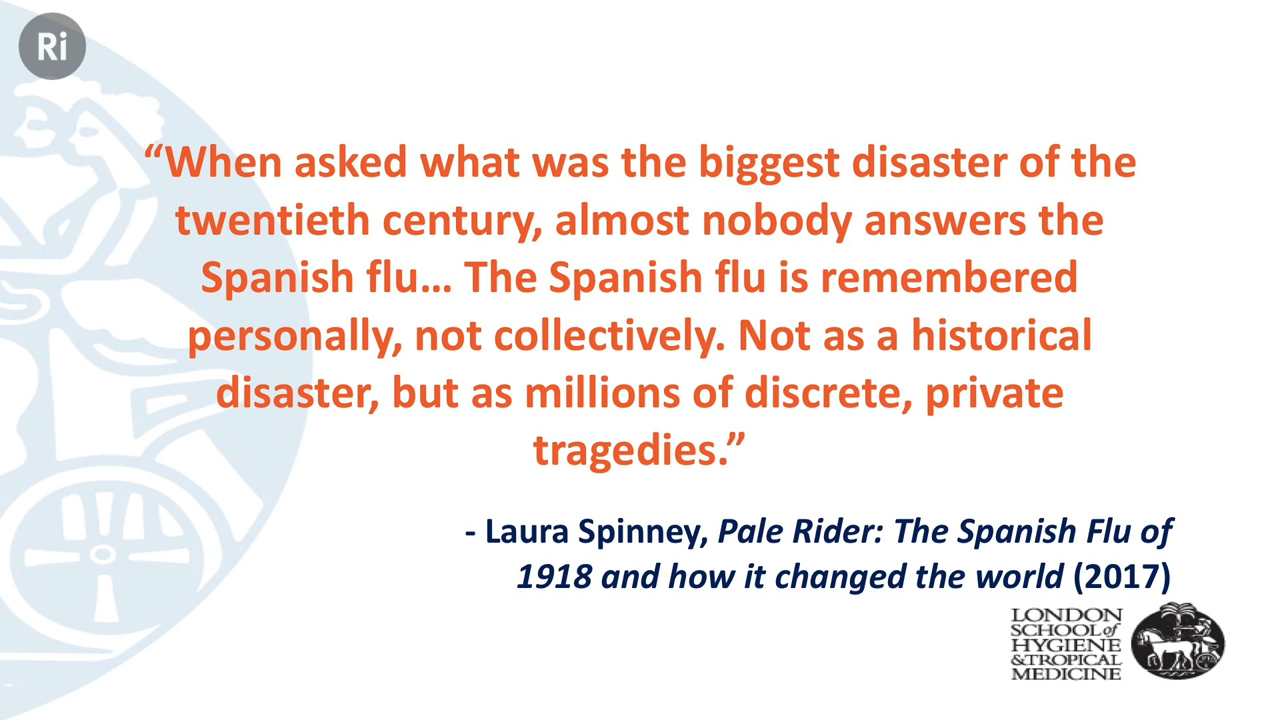 Ri
“When asked what was the biggest disaster of the
twentieth century, almost nobody answers the
Spanish flu… The Spanish flu is remembered
personally, not collectively. Not as a historical
disaster, but as millions of discrete, private
tragedies.”
- Laura Spinney, Pale Rider: The Spanish Flu of
1918 and how it changed the world (2017)
LONDON
SCHOOL of
HYGIENE
& TROPICAL
MEDICINE